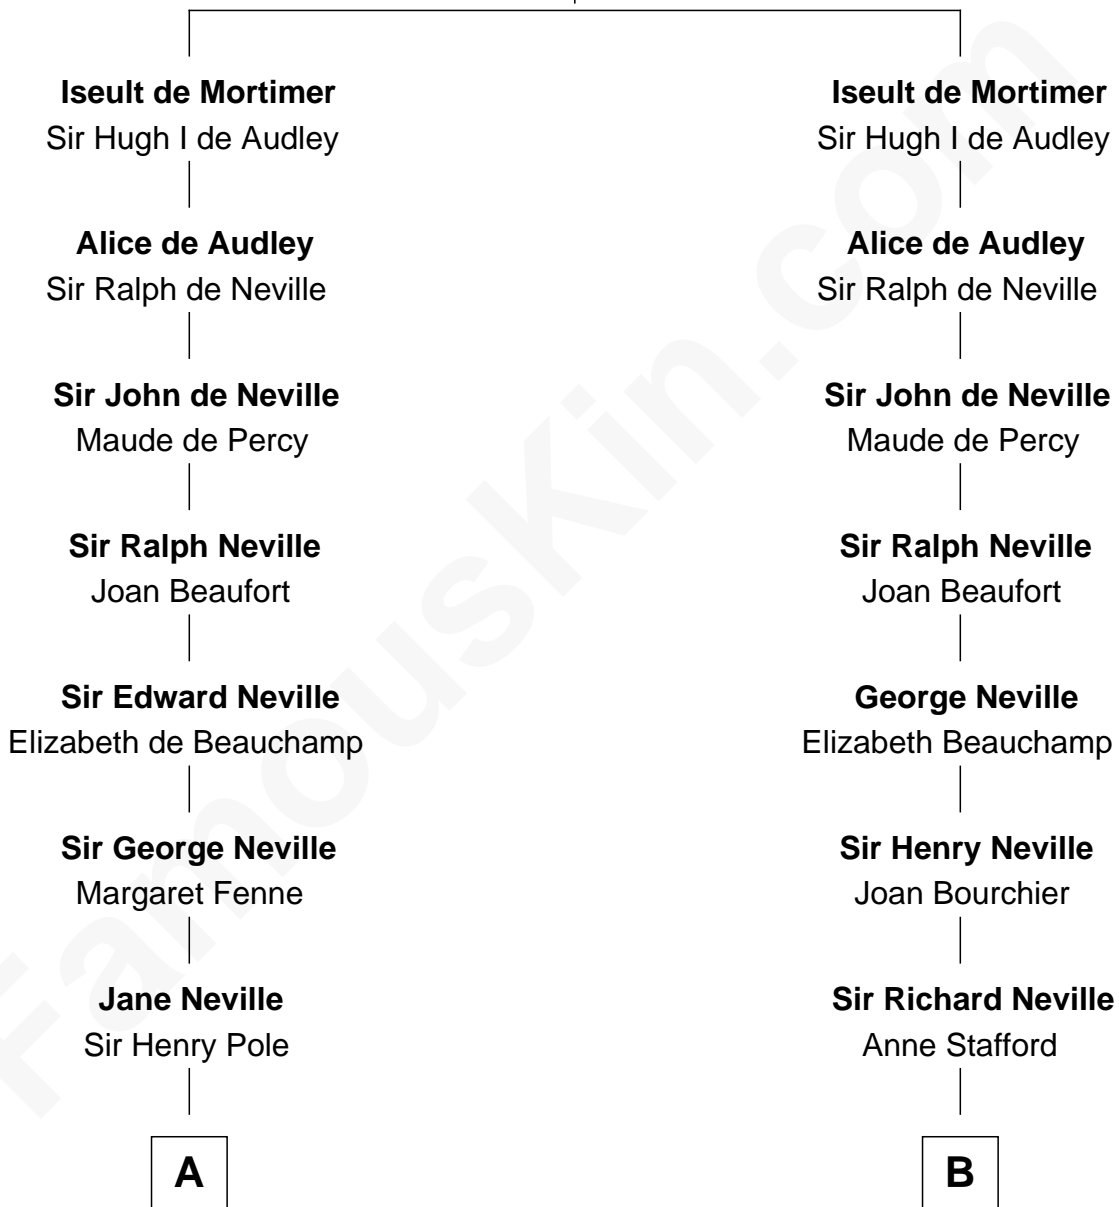 Iseult de Mortimer
Sir Hugh I de Audley
Alice de Audley
Sir Ralph de Neville
Sir John de Neville
Maude de Percy
Sir Ralph Neville
Joan Beaufort
Sir Edward Neville
Elizabeth de Beauchamp
Sir George Neville
Margaret Fenne
Jane Neville
Sir Henry Pole
A
Iseult de Mortimer
Sir Hugh I de Audley
Alice de Audley
Sir Ralph de Neville
Sir John de Neville
Maude de Percy
Sir Ralph Neville
Joan Beaufort
George Neville
Elizabeth Beauchamp
Sir Henry Neville
Joan Bourchier
Sir Richard Neville
Anne Stafford
B
FamousKin.com